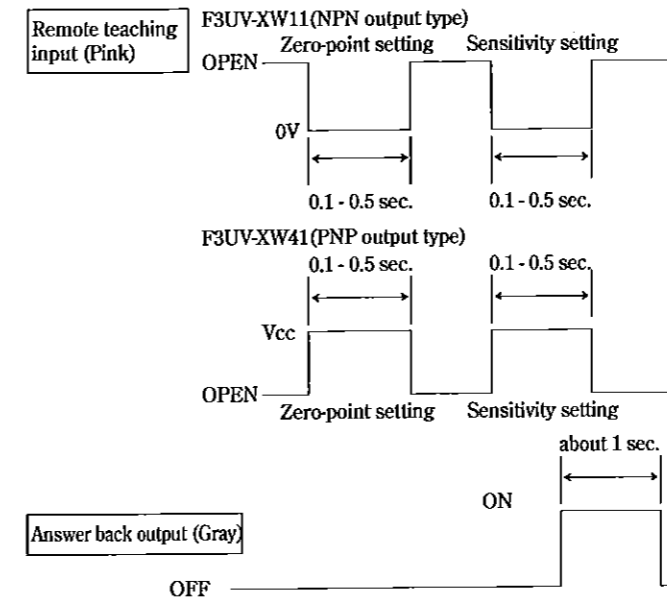 Remote teaching
input (Pink)
F3UV-XW11(NPN output type)
Zero-point setting
Sensitivity setting
OPEN
0V
0.1 - 0.5 sec.
0.1 - 0.5 sec.
F3UV-XW41(PNP output type)
0.1 - 0.5 sec.
0.1 - 0.5 sec.
Vcc
OPEN
Zero-point setting
Sensitivity setting
about 1 sec.
ON
Answer back output (Gray)
OFF